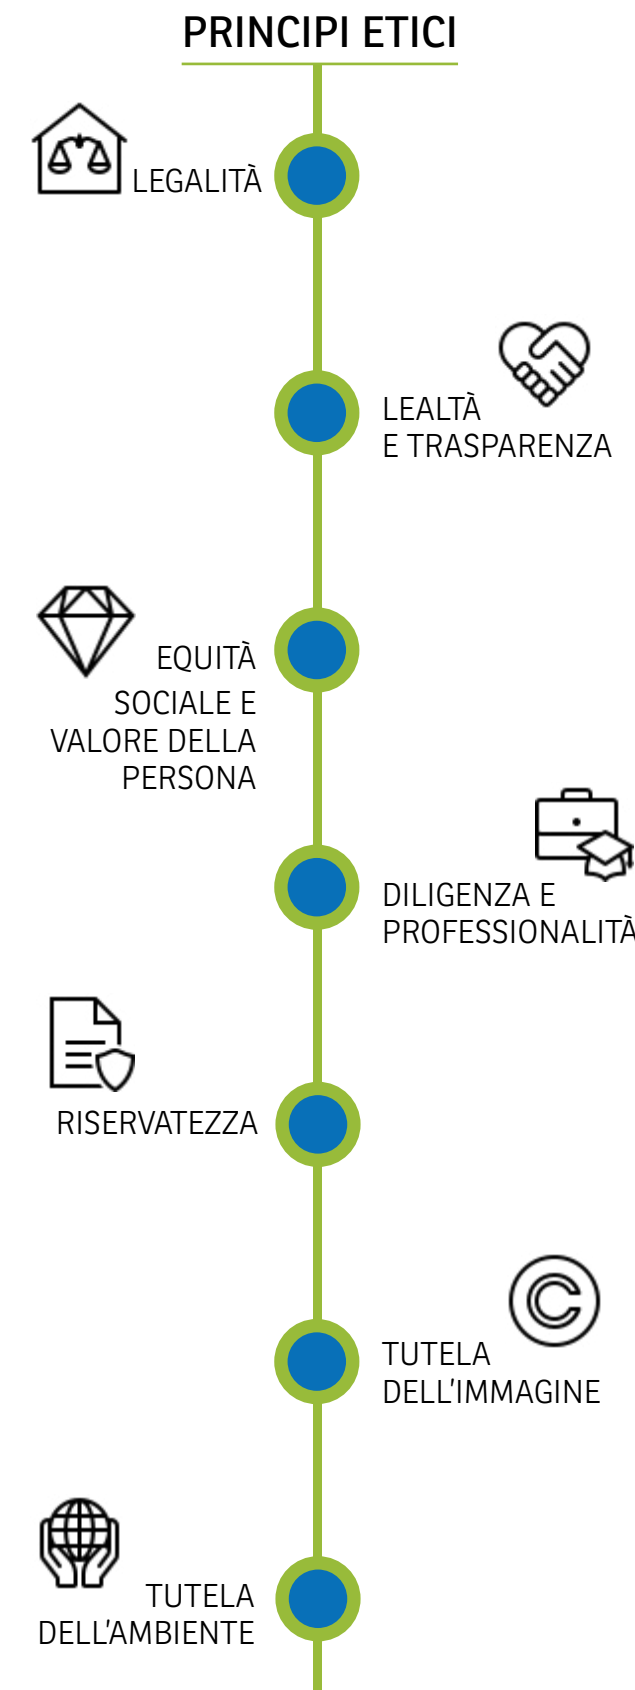 PRINCIPI ETICI
LEGALITÀ
LEALTÀ
E TRASPARENZA
EQUITÀ
SOCIALE E
VALORE DELLA
PERSONA
DILIGENZA E
PROFESSIONALITÀ
RISERVATEZZA
TUTELA
DELL'IMMAGINE
TUTELA
DELL'AMBIENTE